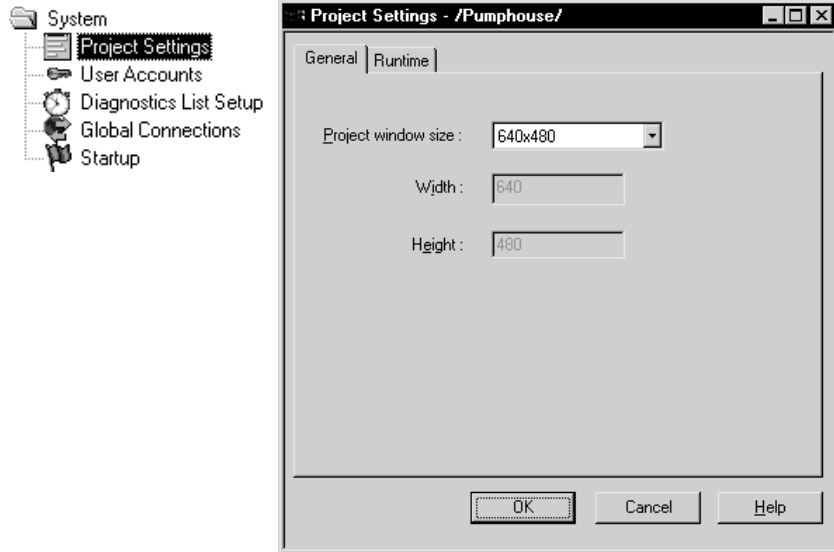 System
Project Settings
User Accounts
Diagnostics List Setup
Global Connections
Startup
Project Settings - /Pumphouse/
General Runtime
Project window size : 640x480
Width : 640
Height : 480
OK Cancel Help